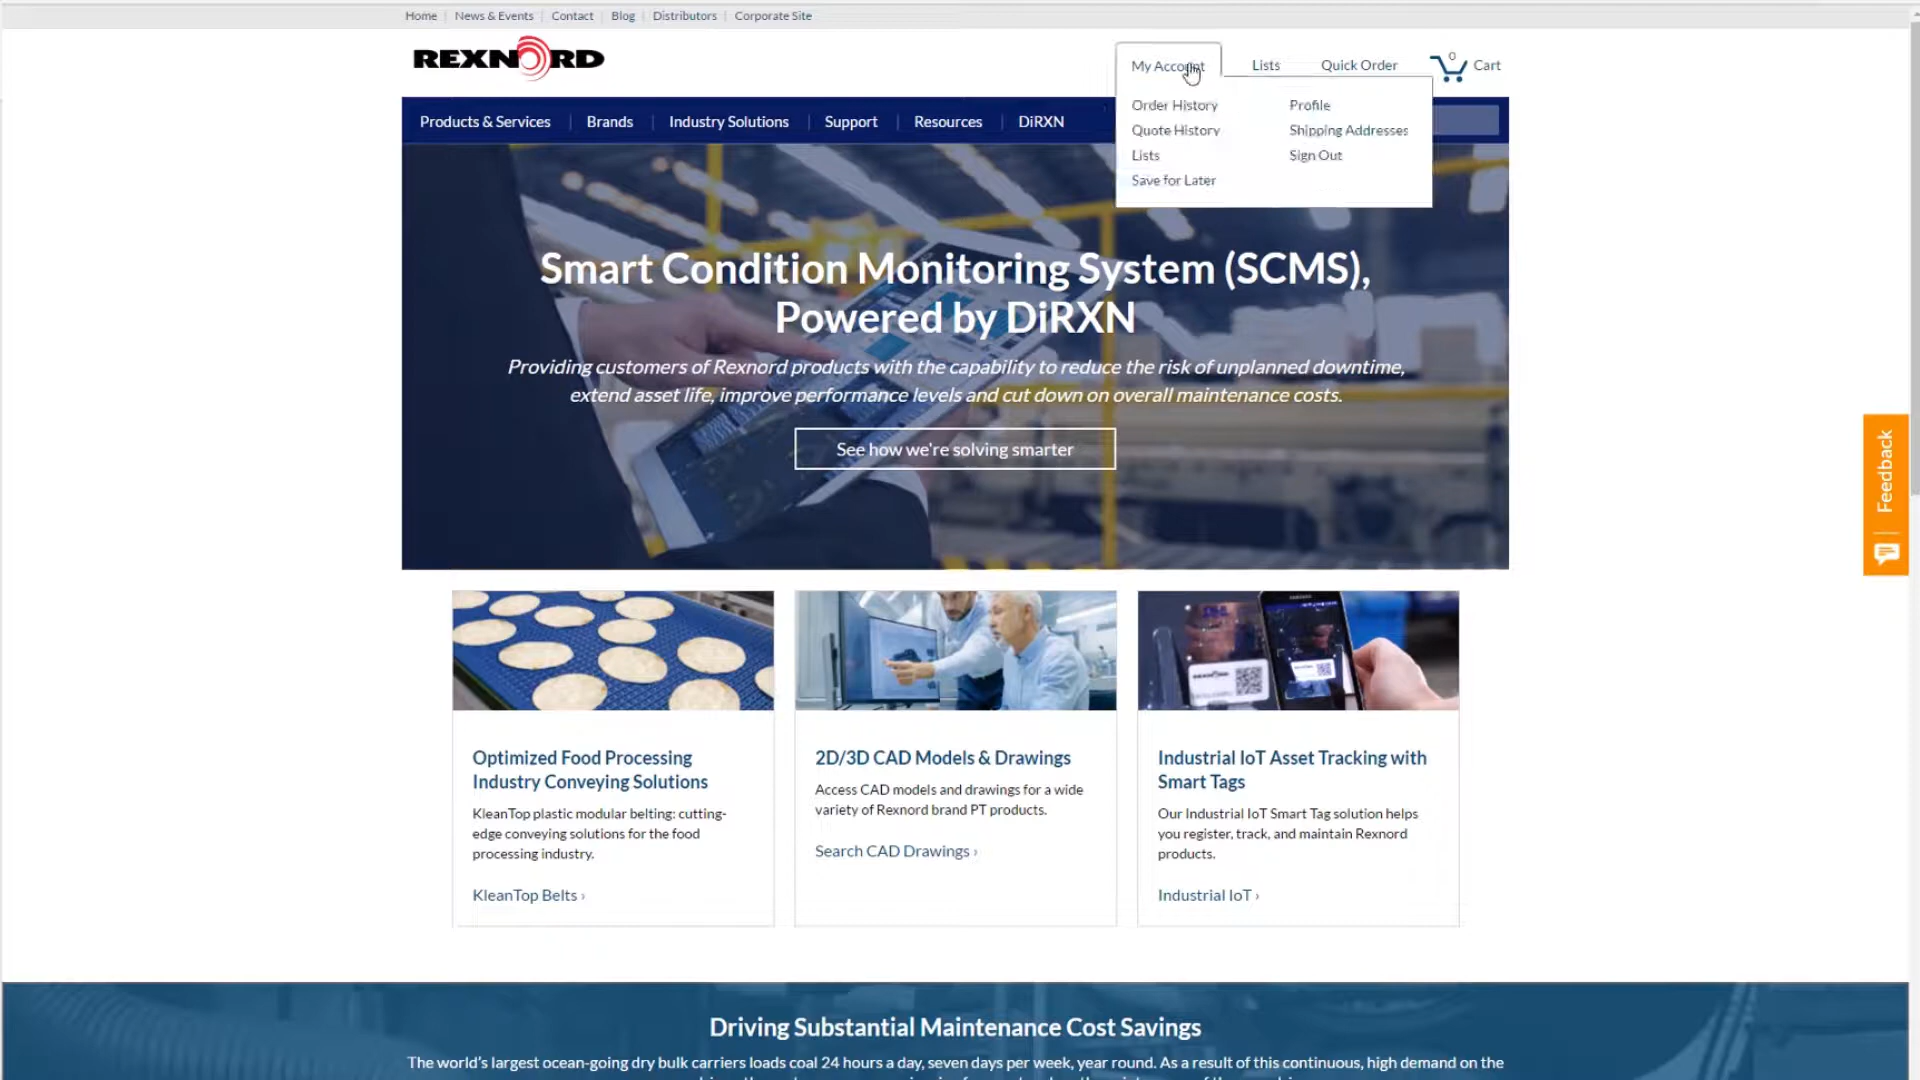 Home
News & Events
Contact
Blog
Distributors
Corporate Site
REXNORD
My Account
Lists
Quick Order
0
Cart
Order History
Profile
Quote History
Shipping Addresses
Lists
Sign Out
Save for Later
Products & Services
Brands
Industry Solutions
Support
Resources
DiRXN
Smart Condition Monitoring System (SCMS),
Powered by DiRXN
Providing customers of Rexnord products with the capability to reduce the risk of unplanned downtime,
extend asset life, improve performance levels and cut down on overall maintenance costs.
See how we're solving smarter
Feedback
SAMSUNG
REXNORD
Optimized Food Processing
Industry Conveying Solutions
KleanTop plastic modular belting: cutting-
edge conveying solutions for the food
processing industry.
KleanTop Belts ›
2D/3D CAD Models & Drawings
Access CAD models and drawings for a wide
variety of Rexnord brand PT products.
Search CAD Drawings ›
Industrial IoT Asset Tracking with
Smart Tags
Our Industrial IoT Smart Tag solution helps
you register, track, and maintain Rexnord
products.
Industrial IoT ›
Driving Substantial Maintenance Cost Savings
The world's largest ocean-going dry bulk carriers loads coal 24 hours a day, seven days per week, year round. As a result of this continuous, high demand on the